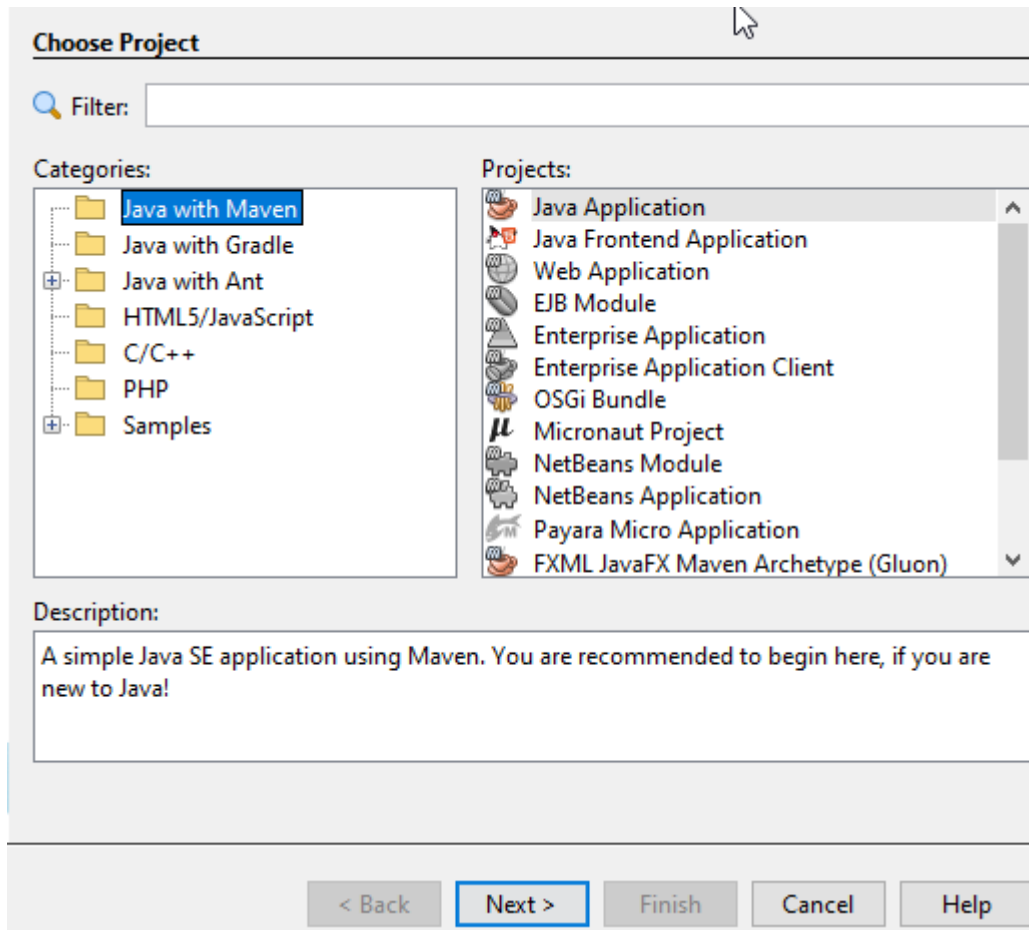 Choose Project
Filter:
Categories:
Projects:
Java with Maven
Java with Gradle
Java with Ant
HTML5/JavaScript
C/C++
PHP
Samples
Java Application
Java Frontend Application
Web Application
EJB Module
Enterprise Application
Enterprise Application Client
OSGi Bundle
Micronaut Project
NetBeans Module
NetBeans Application
Payara Micro Application
FXML JavaFX Maven Archetype (Gluon)
Description:
A simple Java SE application using Maven. You are recommended to begin here, if you are
new to Java!
< Back
Next >
Finish
Cancel
Help